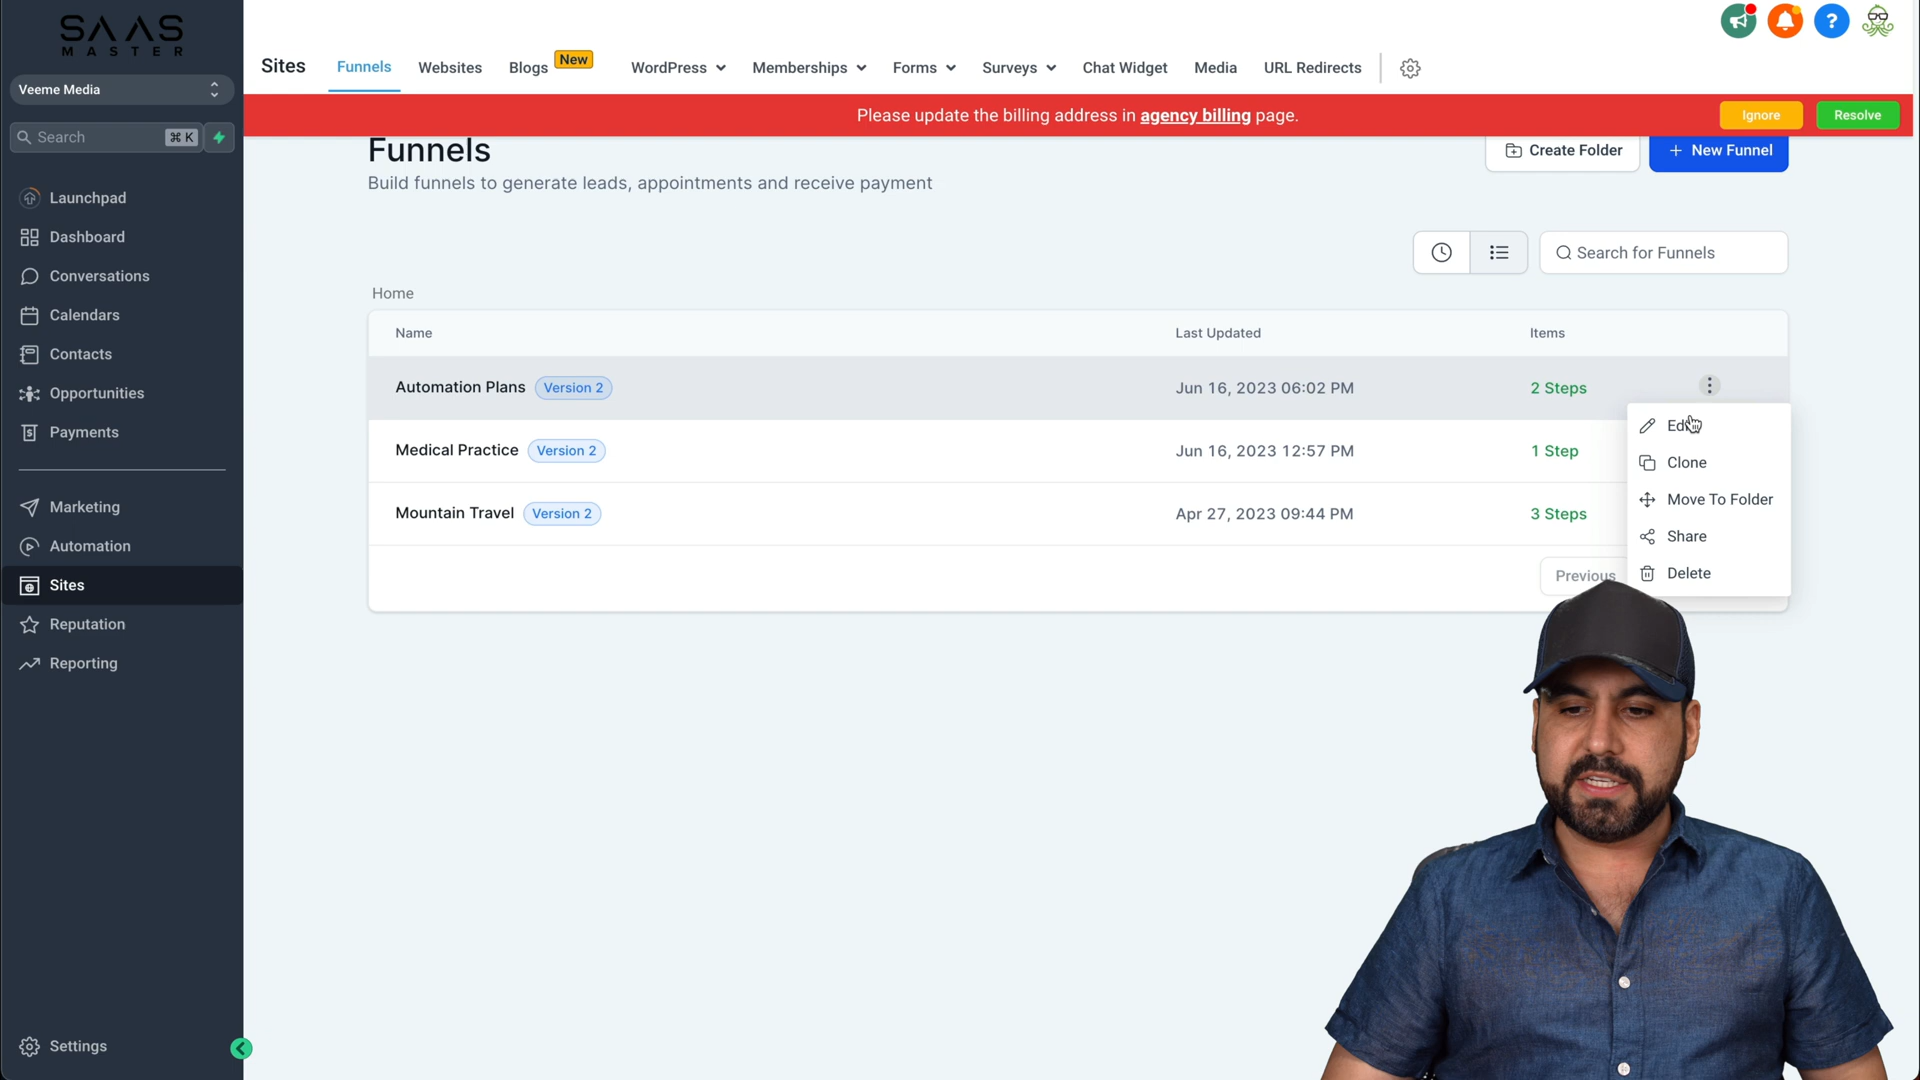 SAAS
MASTER
Veeme Media
Search ⌘ K
Launchpad
Dashboard
Conversations
Calendars
Contacts
Opportunities
Payments
Marketing
Automation
Sites
Reputation
Reporting
Settings
Sites Funnels Websites Blogs New WordPress Memberships Forms Surveys Chat Widget Media URL Redirects
?
Please update the billing address in agency billing page. Ignore Resolve
Funnels
Build funnels to generate leads, appointments and receive payment
Create Folder + New Funnel
Search for Funnels
Home
Name Last Updated Items
Automation Plans Version 2 Jun 16, 2023 06:02 PM 2 Steps
Medical Practice Version 2 Jun 16, 2023 12:57 PM 1 Step
Mountain Travel Version 2 Apr 27, 2023 09:44 PM 3 Steps
Previous
Edit
Clone
Move To Folder
Share
Delete